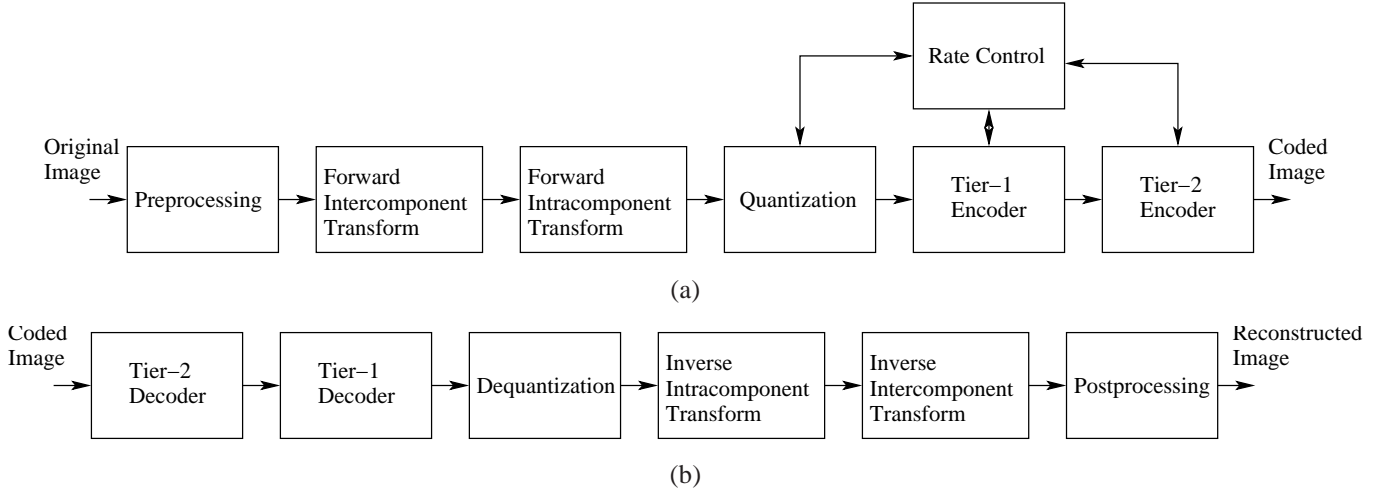 Rate Control
Original
Image
Preprocessing
Forward
Intercomponent
Transform
Forward
Intracomponent
Transform
Quantization
Tier−1
Encoder
Tier−2
Encoder
Coded
Image
(a)
Coded
Image
Tier−2
Decoder
Tier−1
Decoder
Dequantization
Inverse
Intracomponent
Transform
Inverse
Intercomponent
Transform
Postprocessing
Reconstructed
Image
(b)